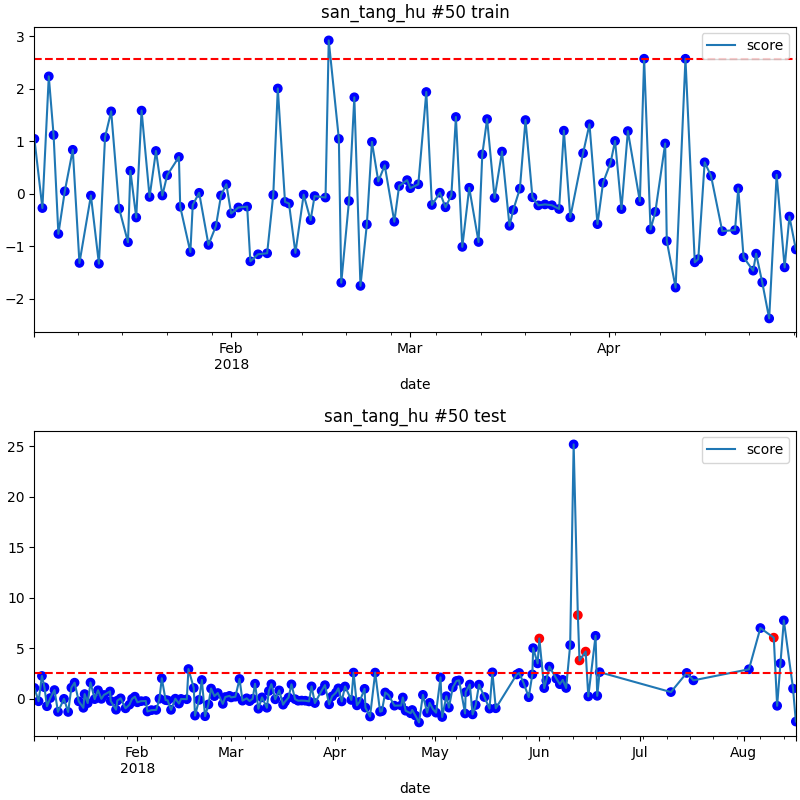 san_tang_hu #50 train
3
2
1
0
−1
−2
score
Feb
2018
Mar
Apr
date
san_tang_hu #50 test
25
20
15
10
5
0
score
Feb
2018
Mar
Apr
May
Jun
Jul
Aug
date